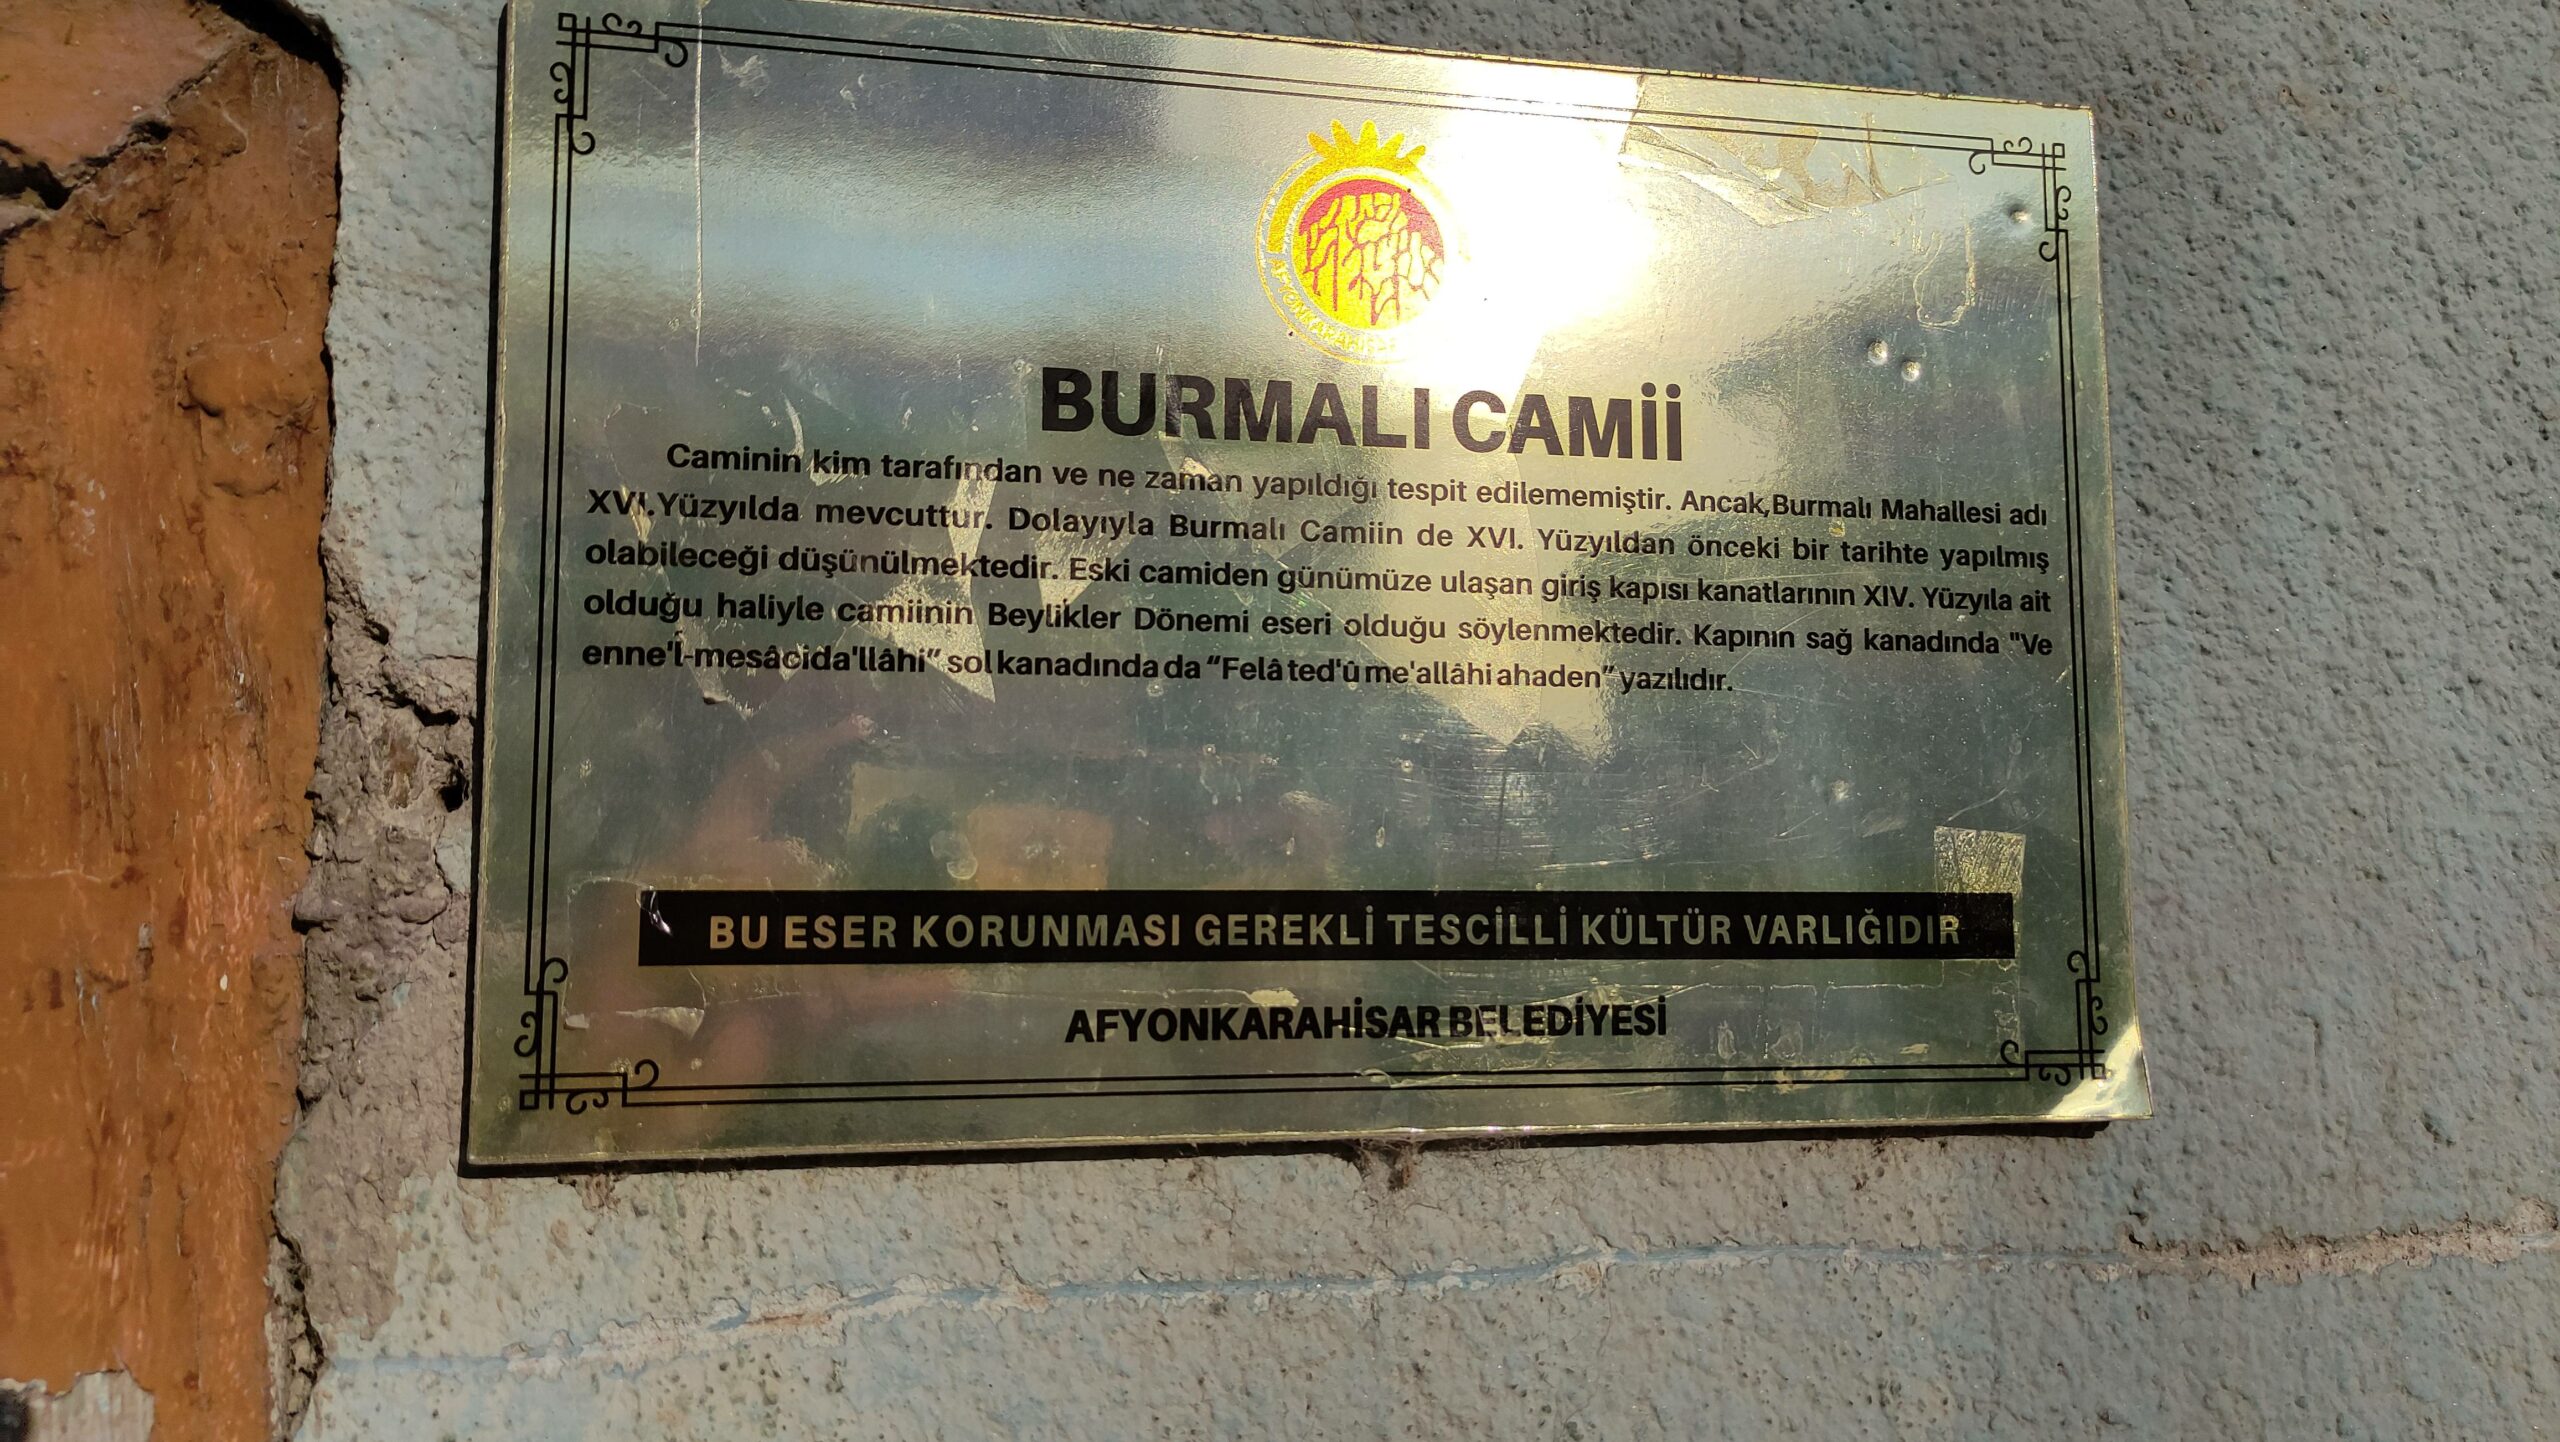 AFYONKARAHİSAR
BURMALI CAMİİ
Caminin kim tarafından ve ne zaman yapıldığı tespit edilememiştir. Ancak,Burmalı Mahallesi adı
XVI.Yüzyılda mevcuttur. Dolayıyla Burmalı Camiin de XVI. Yüzyıldan önceki bir tarihte yapılmış
olabileceği düşünülmektedir. Eski camiden günümüze ulaşan giriş kapısı kanatlarının XIV. Yüzyıla ait
olduğu haliyle camiinin Beylikler Dönemi eseri olduğu söylenmektedir. Kapının sağ kanadında "Ve
enne'l-mesâcida'llâhi” sol kanadında da “Felâ ted'û me'allâhi ahaden” yazılıdır.
BU ESER KORUNMASI GEREKLİ TESCİLLİ KÜLTÜR VARLIĞIDIR
AFYONKARAHİSAR BELEDİYESİ